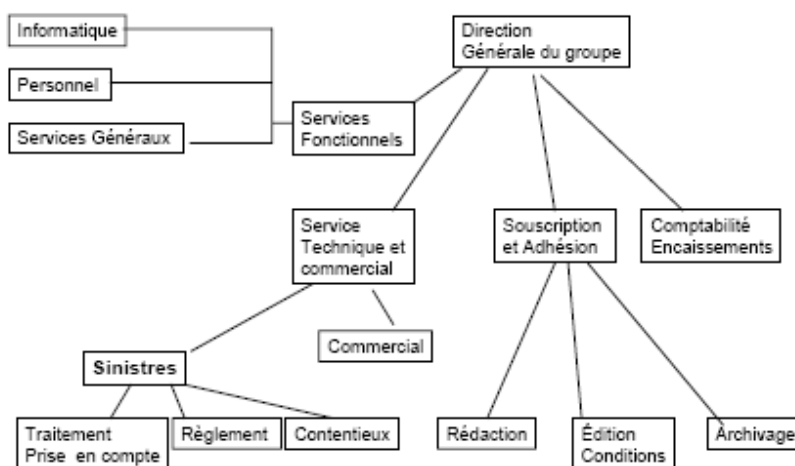 Informatique
Direction
Générale du groupe
Personnel
Services
Fonctionnels
Services Généraux
Service
Technique et
commercial
Souscription
et Adhésion
Comptabilité
Encaissements
Commercial
Sinistres
Traitement
Prise en compte
Règlement
Contentieux
Rédaction
Édition
Conditions
Archivage